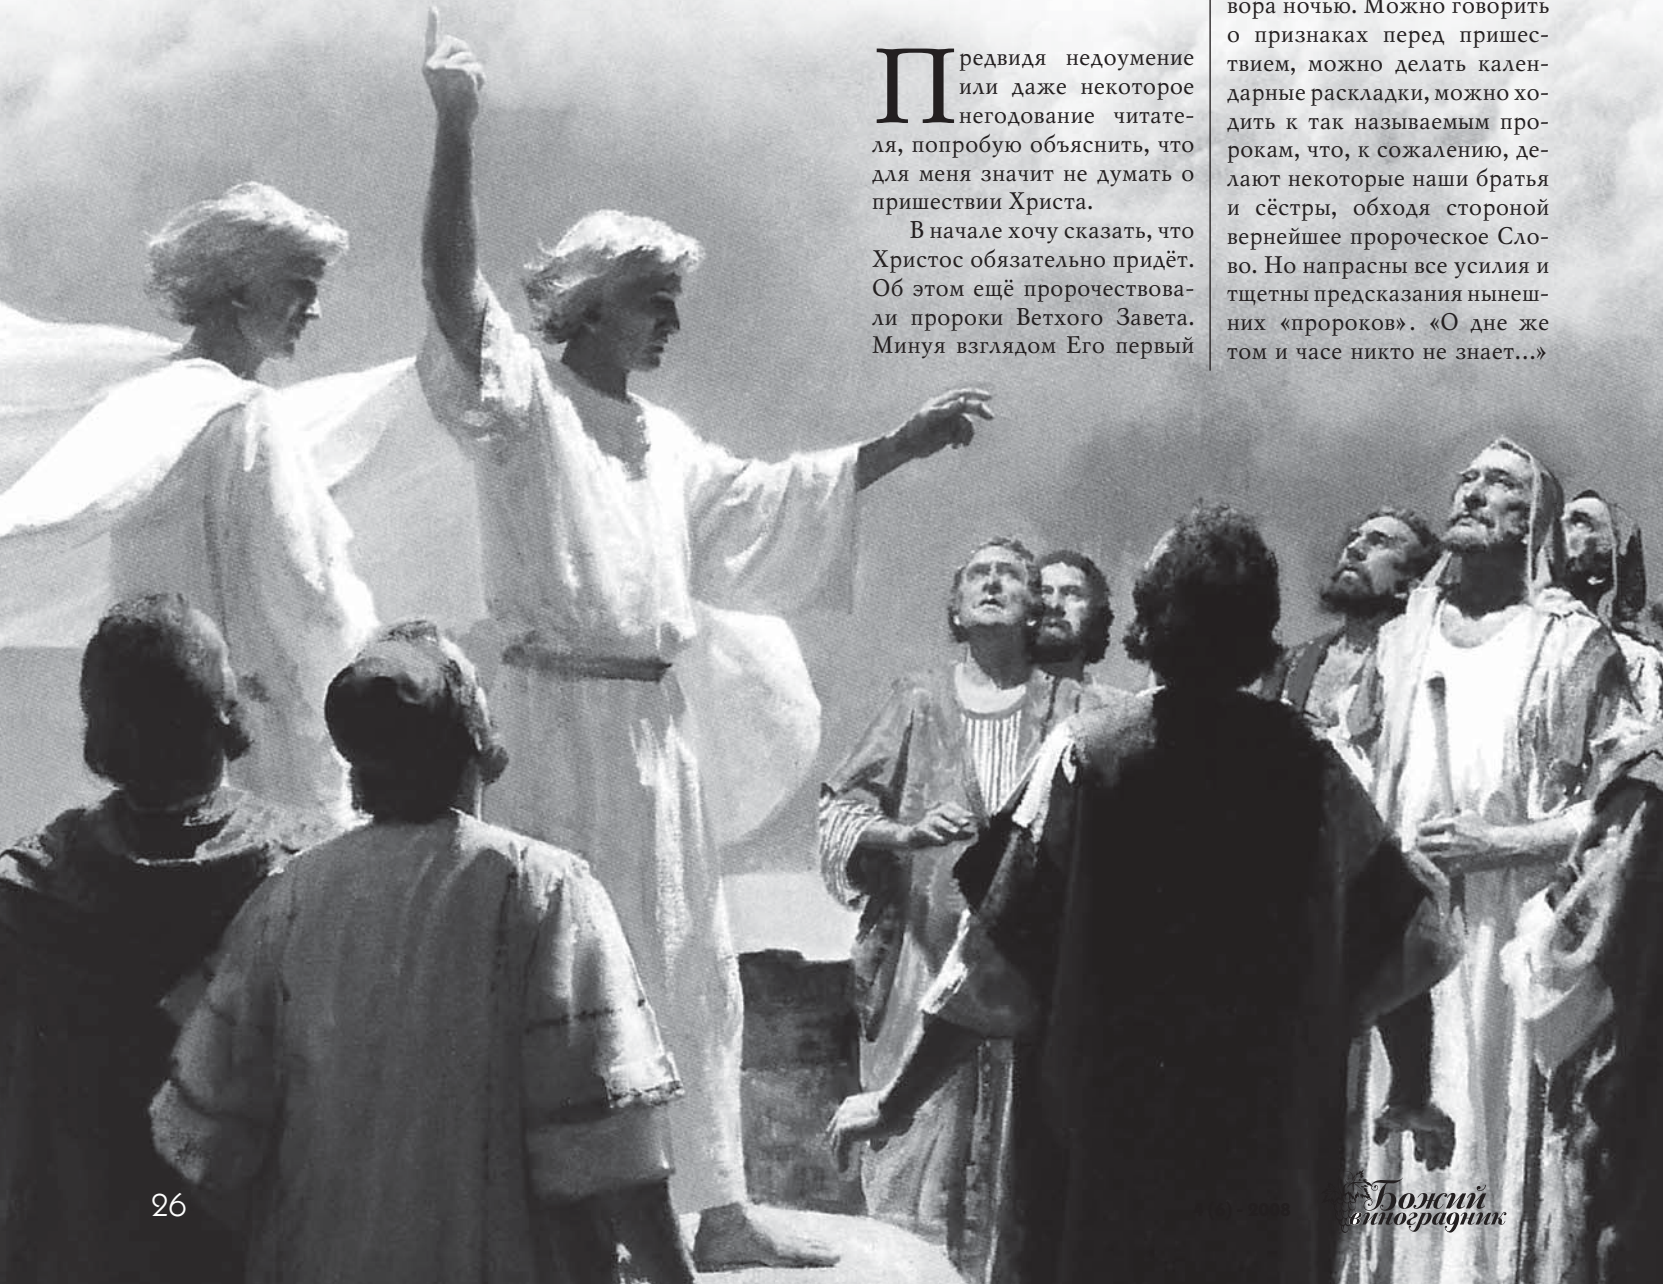 Предвидя недоумение
или даже некоторое
негодование читате-
ля, попробую объяснить, что
для меня значит не думать о
пришествии Христа.
В начале хочу сказать, что
Христос обязательно придёт.
Об этом ещё пророчествова-
ли пророки Ветхого Завета.
Минуя взглядом Его первый
вора ночью. Можно говорить
о признаках перед пришес-
твием, можно делать кален-
дарные раскладки, можно хо-
дить к так называемым про-
рокам, что, к сожалению, де-
лают некоторые наши братья
и сёстры, обходя стороной
вернейшее пророческое Сло-
во. Но напрасны все усилия и
тщетны предсказания нынеш-
них «пророков». «О дне же
том и часе никто не знает...»
26
(6) - 2008
Божий
виноградник